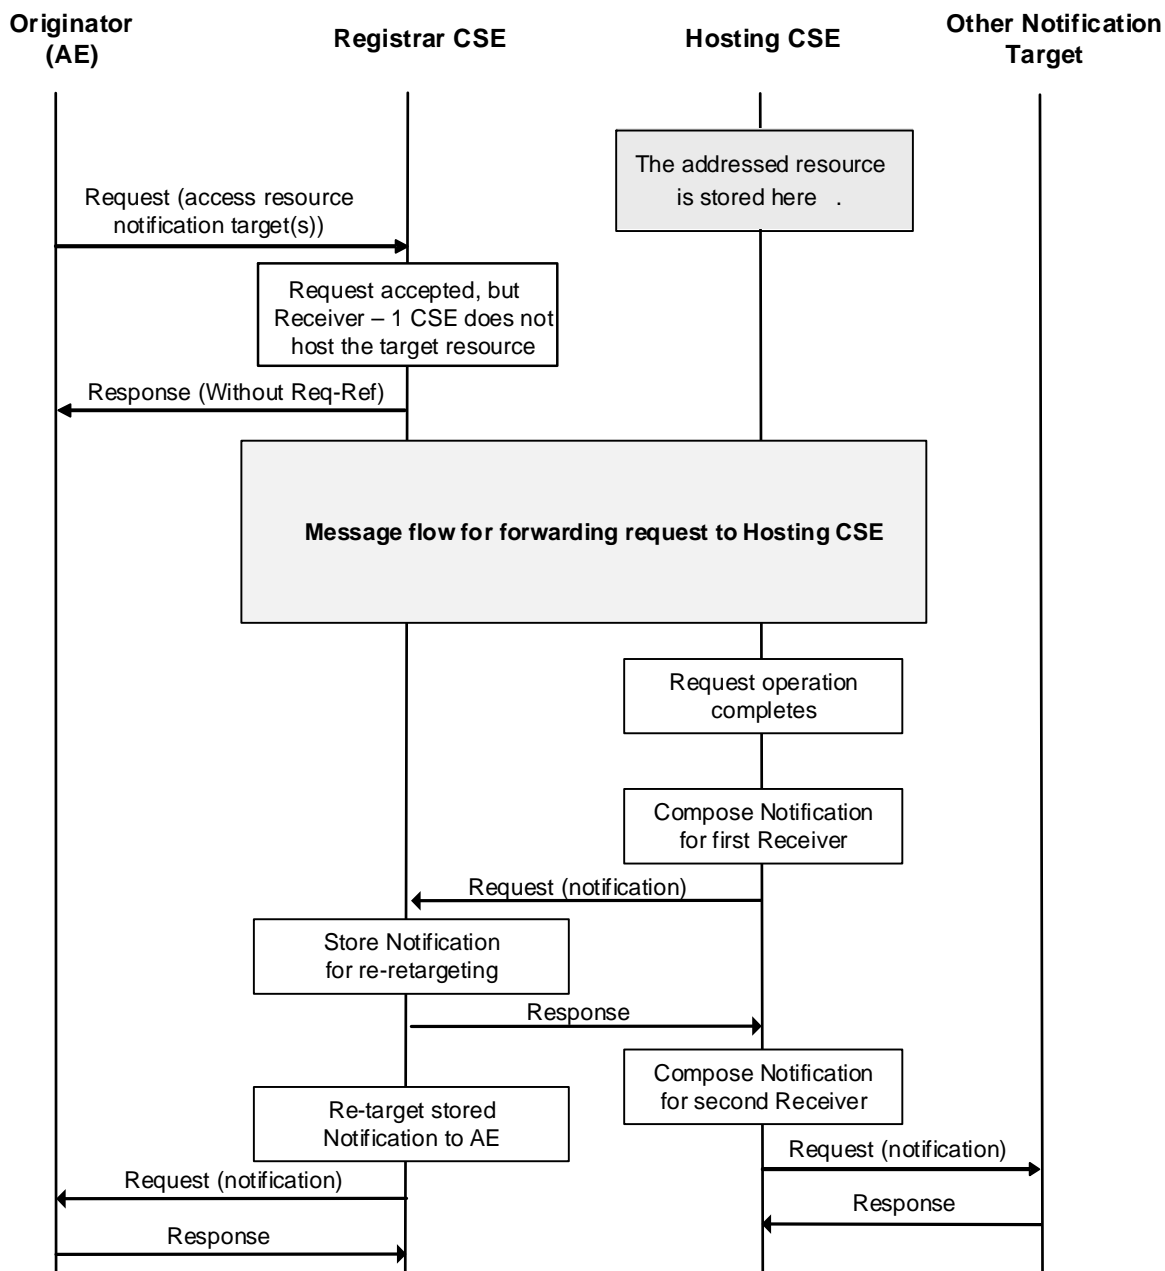 Originator
(AE)
Registrar CSE
Hosting CSE
Other Notification
Target
The addressed resource
is stored here .
Request (access resource
notification target(s))
Request accepted, but
Receiver – 1 CSE does not
host the target resource
Response (Without Req-Ref)
Message flow for forwarding request to Hosting CSE
Request operation
completes
Compose Notification
for first Receiver
Request (notification)
Store Notification
for re-retargeting
Response
Compose Notification
for second Receiver
Re-target stored
Notification to AE
Request (notification)
Request (notification)
Response
Response